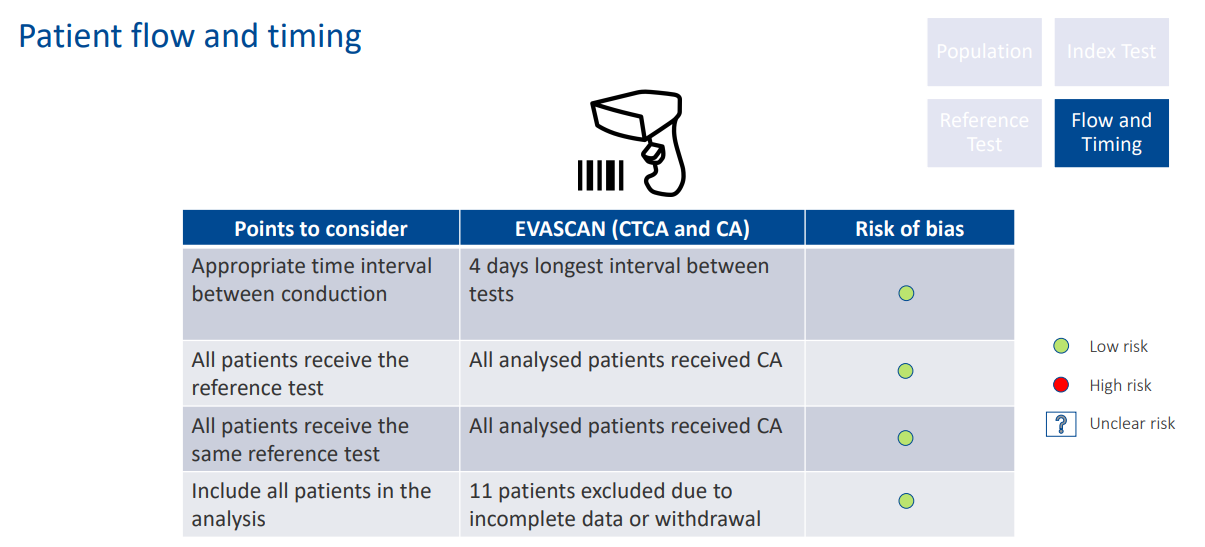 Patient flow and timing
Population
Index Test
Reference
Test
Flow and
Timing
Points to consider
EVASCAN (CTCA and CA)
Risk of bias
Appropriate time interval
between conduction
4 days longest interval between
tests
All patients receive the
reference test
All analysed patients received CA
All patients receive the
same reference test
All analysed patients received CA
Include all patients in the
analysis
11 patients excluded due to
incomplete data or withdrawal
Low risk
High risk
?
Unclear risk